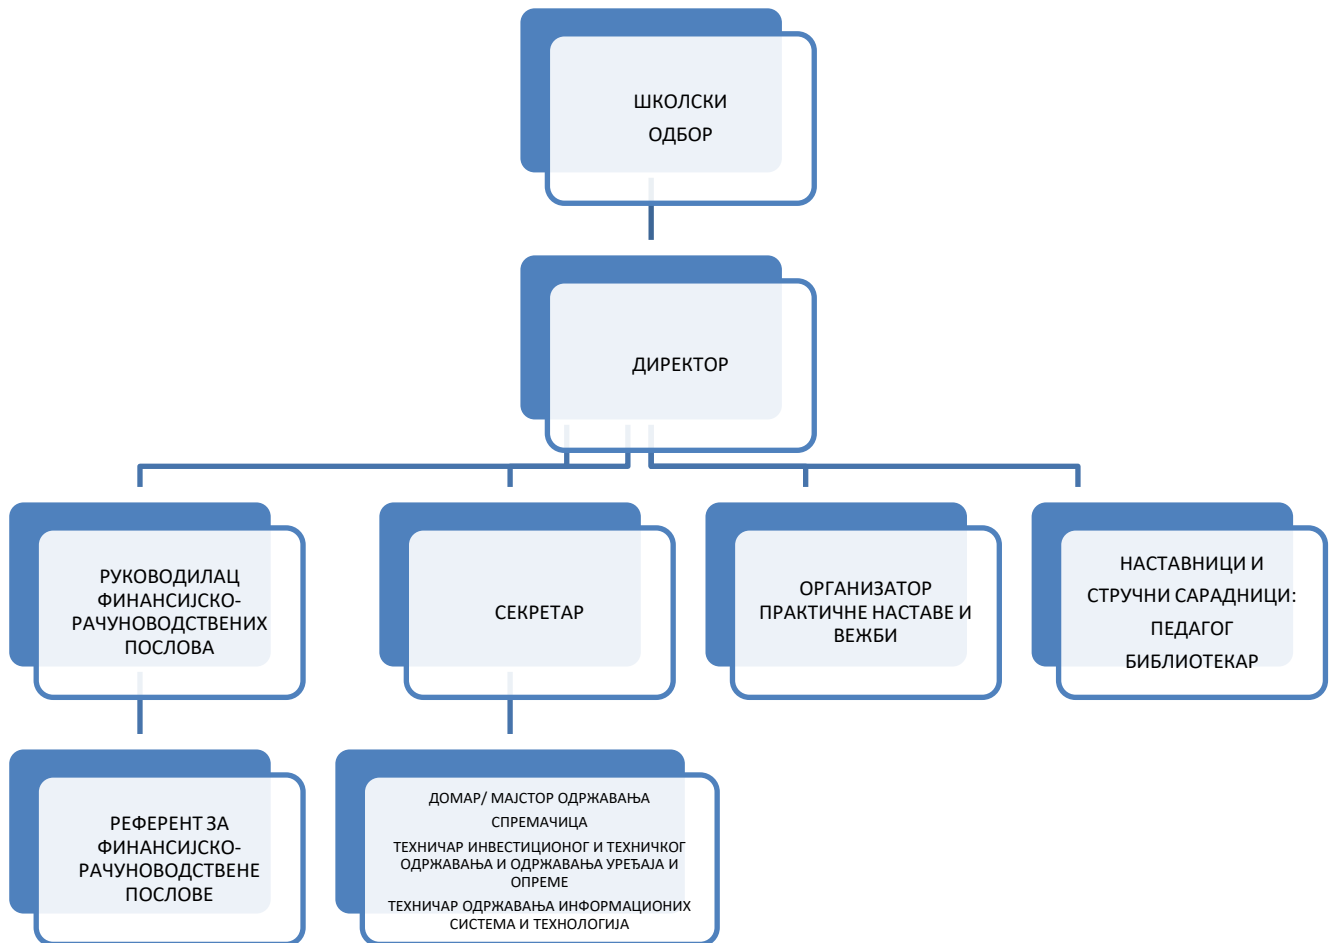 ШКОЛСКИ
ОДБОР
ДИРЕКТОР
РУКОВОДИЛАЦ
ФИНАНСИЈСКО-
РАЧУНОВОДСТВЕНИХ
ПОСЛОВА
СЕКРЕТАР
ОРГАНИЗАТОР
ПРАКТИЧНЕ НАСТАВЕ И
ВЕЖБИ
НАСТАВНИЦИ И
СТРУЧНИ САРАДНИЦИ:
ПЕДАГОГ
БИБЛИОТЕКАР
РЕФЕРЕНТ ЗА
ФИНАНСИЈСКО-
РАЧУНОВОДСТВЕНЕ
ПОСЛОВЕ
ДОМАР/ МАЈСТОР ОДРЖАВАЊА
СПРЕМАЧИЦА
ТЕХНИЧАР ИНВЕСТИЦИОНОГ И ТЕХНИЧКОГ
ОДРЖАВАЊА И ОДРЖАВАЊА УРЕЂАЈА И
ОПРЕМЕ
ТЕХНИЧАР ОДРЖАВАЊА ИНФОРМАЦИОНИХ
СИСТЕМА И ТЕХНОЛОГИЈА